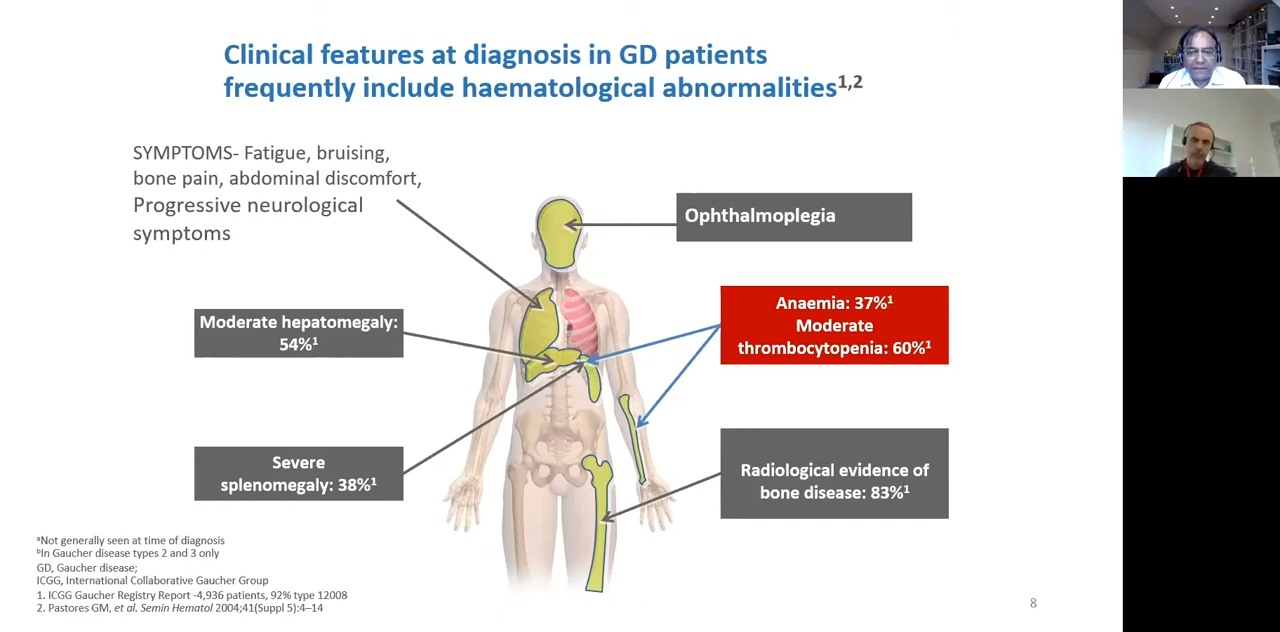 Clinical features at diagnosis in GD patients
frequently include haematological abnormalities1,2
SYMPTOMS- Fatigue, bruising,
bone pain, abdominal discomfort,
Progressive neurological
symptoms
Ophthalmoplegia
Moderate hepatomegaly:
54%1
Anaemia: 37%1
Moderate
thrombocytopenia: 60%1
Severe
splenomegaly: 38%1
Radiological evidence of
bone disease: 83%1
aNot generally seen at time of diagnosis
bIn Gaucher disease types 2 and 3 only
GD, Gaucher disease;
ICGG, International Collaborative Gaucher Group
1. ICGG Gaucher Registry Report -4,936 patients, 92% type 12008
2. Pastores GM, et al. Semin Hematol 2004;41(Suppl 5):4–14
8